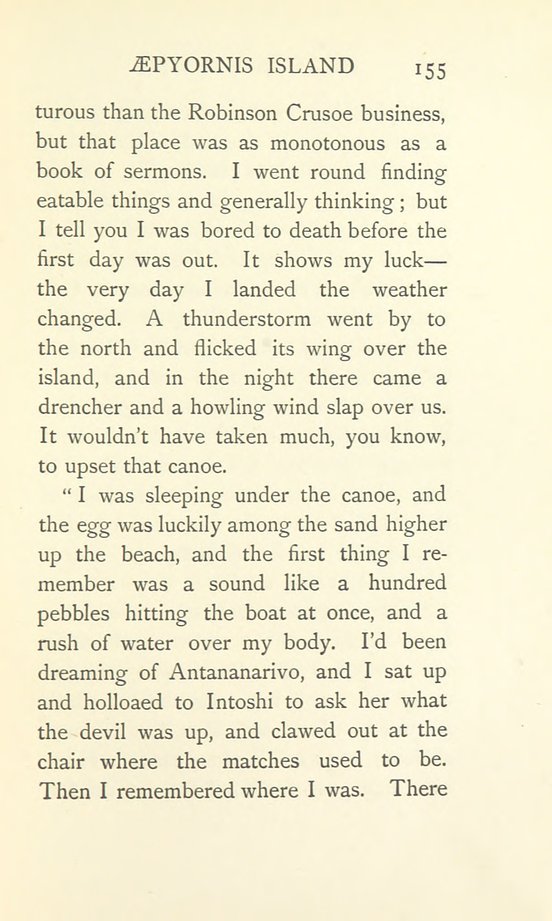 ÆPYORNIS ISLAND 155
turous than the Robinson Crusoe business,
but that place was as monotonous as a
book of sermons. I went round finding
eatable things and generally thinking; but
I tell you I was bored to death before the
first day was out. It shows my luck—
the very day I landed the weather
changed. A thunderstorm went by to
the north and flicked its wing over the
island, and in the night there came a
drencher and a howling wind slap over us.
It wouldn't have taken much, you know,
to upset that canoe.
"I was sleeping under the canoe, and
the egg was luckily among the sand higher
up the beach, and the first thing I re-
member was a sound like a hundred
pebbles hitting the boat at once, and a
rush of water over my body. I'd been
dreaming of Antananarivo, and I sat up
and holloaed to Intoshi to ask her what
the devil was up, and clawed out at the
chair where the matches used to be.
Then I remembered where I was. There